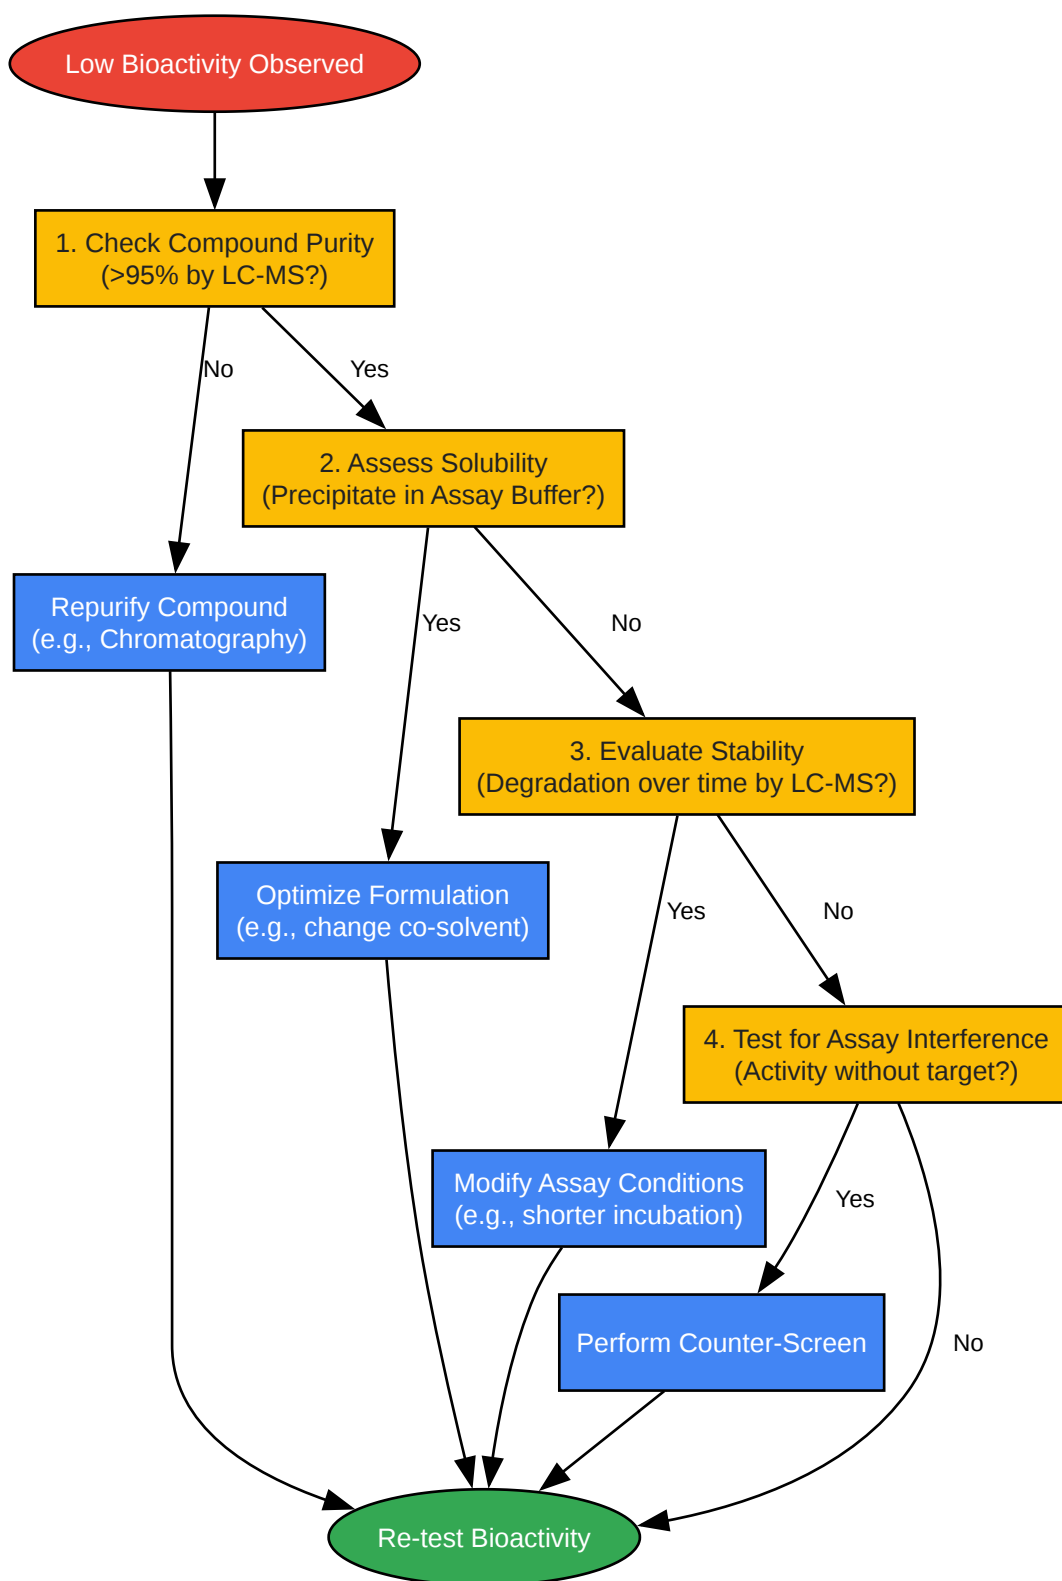 Low Bioactivity Observed
1. Check Compound Purity
(>95% by LC-MS?)
No
Yes
2. Assess Solubility
(Precipitate in Assay Buffer?)
Repurify Compound
(e.g., Chromatography)
Yes
No
3. Evaluate Stability
(Degradation over time by LC-MS?)
Optimize Formulation
(e.g., change co-solvent)
Yes
No
4. Test for Assay Interference
(Activity without target?)
Modify Assay Conditions
(e.g., shorter incubation)
Yes
Perform Counter-Screen
No
Re-test Bioactivity